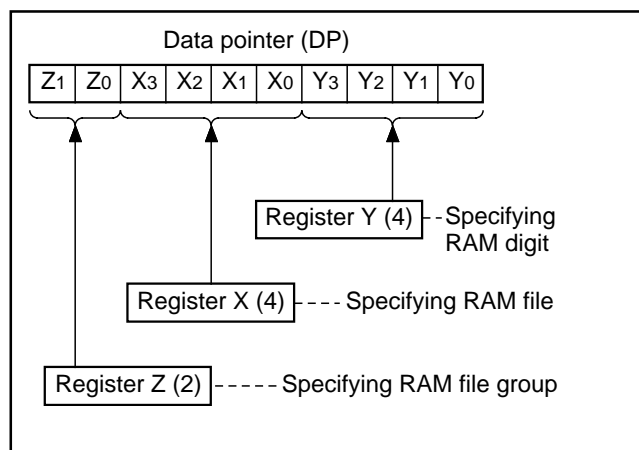 Data pointer (DP)
Z1 Z0 X3 X2 X1 X0 Y3 Y2 Y1 Y0
Register Y (4) Specifying
RAM digit
Register X (4) Specifying RAM file
Register Z (2) Specifying RAM file group